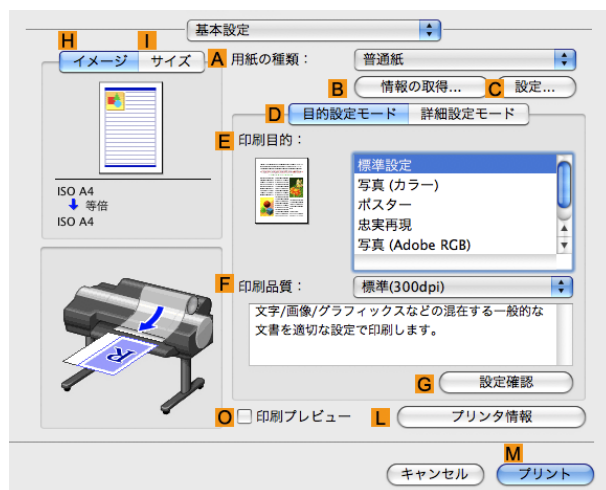 基本設定
H I
イメージ サイズ
A 用紙の種類： 普通紙
B 情報の取得... C 設定...
D 目的設定モード 詳細設定モード
E 印刷目的：
標準設定
写真 (カラー)
ポスター
忠実再現
写真 (Adobe RGB)
ISO A4
等倍
ISO A4
F 印刷品質： 標準(300dpi)
文字/画像/グラフィックスなどの混在する一般的な
文書を適切な設定で印刷します。
R
G 設定確認
O 印刷プレビュー L プリンタ情報
M
キャンセル プリント